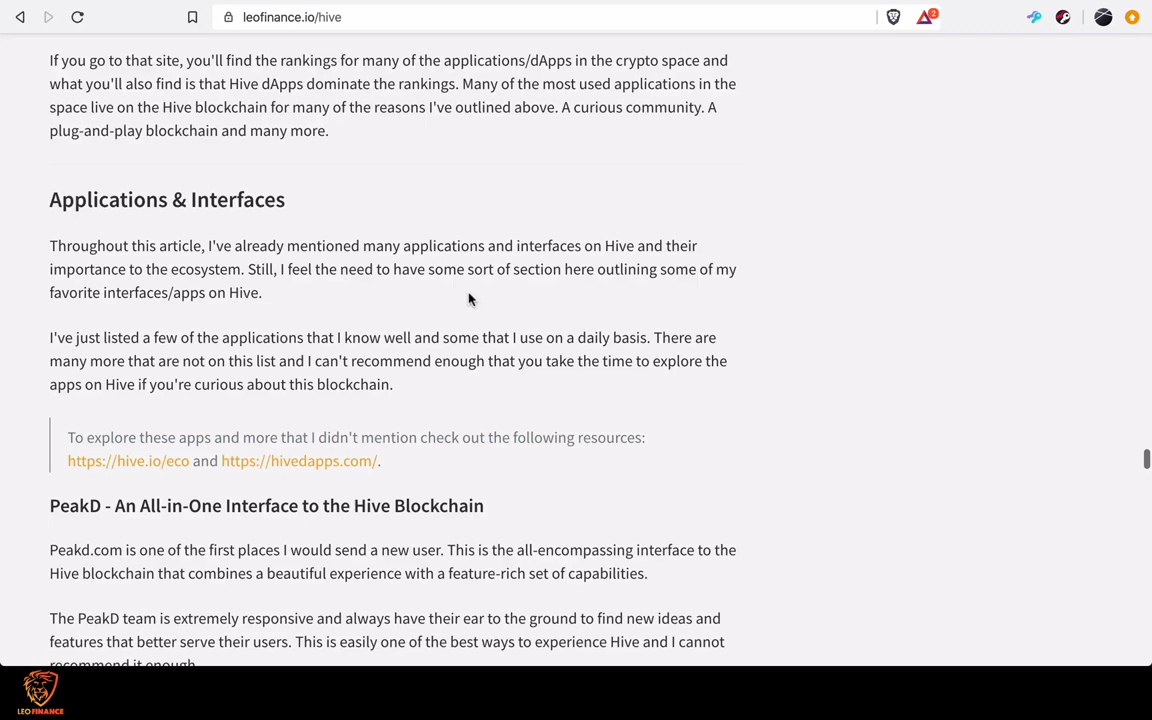 leofinance.io/hive
2
If you go to that site, you'll find the rankings for many of the applications/dApps in the crypto space and
what you'll also find is that Hive dApps dominate the rankings. Many of the most used applications in the
space live on the Hive blockchain for many of the reasons I've outlined above. A curious community. A
plug-and-play blockchain and many more.
Applications & Interfaces
Throughout this article, I've already mentioned many applications and interfaces on Hive and their
importance to the ecosystem. Still, I feel the need to have some sort of section here outlining some of my
favorite interfaces/apps on Hive.
I've just listed a few of the applications that I know well and some that I use on a daily basis. There are
many more that are not on this list and I can't recommend enough that you take the time to explore the
apps on Hive if you're curious about this blockchain.
To explore these apps and more that I didn't mention check out the following resources:
https://hive.io/eco and https://hivedapps.com/.
PeakD - An All-in-One Interface to the Hive Blockchain
Peakd.com is one of the first places I would send a new user. This is the all-encompassing interface to the
Hive blockchain that combines a beautiful experience with a feature-rich set of capabilities.
The PeakD team is extremely responsive and always have their ear to the ground to find new ideas and
features that better serve their users. This is easily one of the best ways to experience Hive and I cannot
recommend it enough.
LEOFINANCE